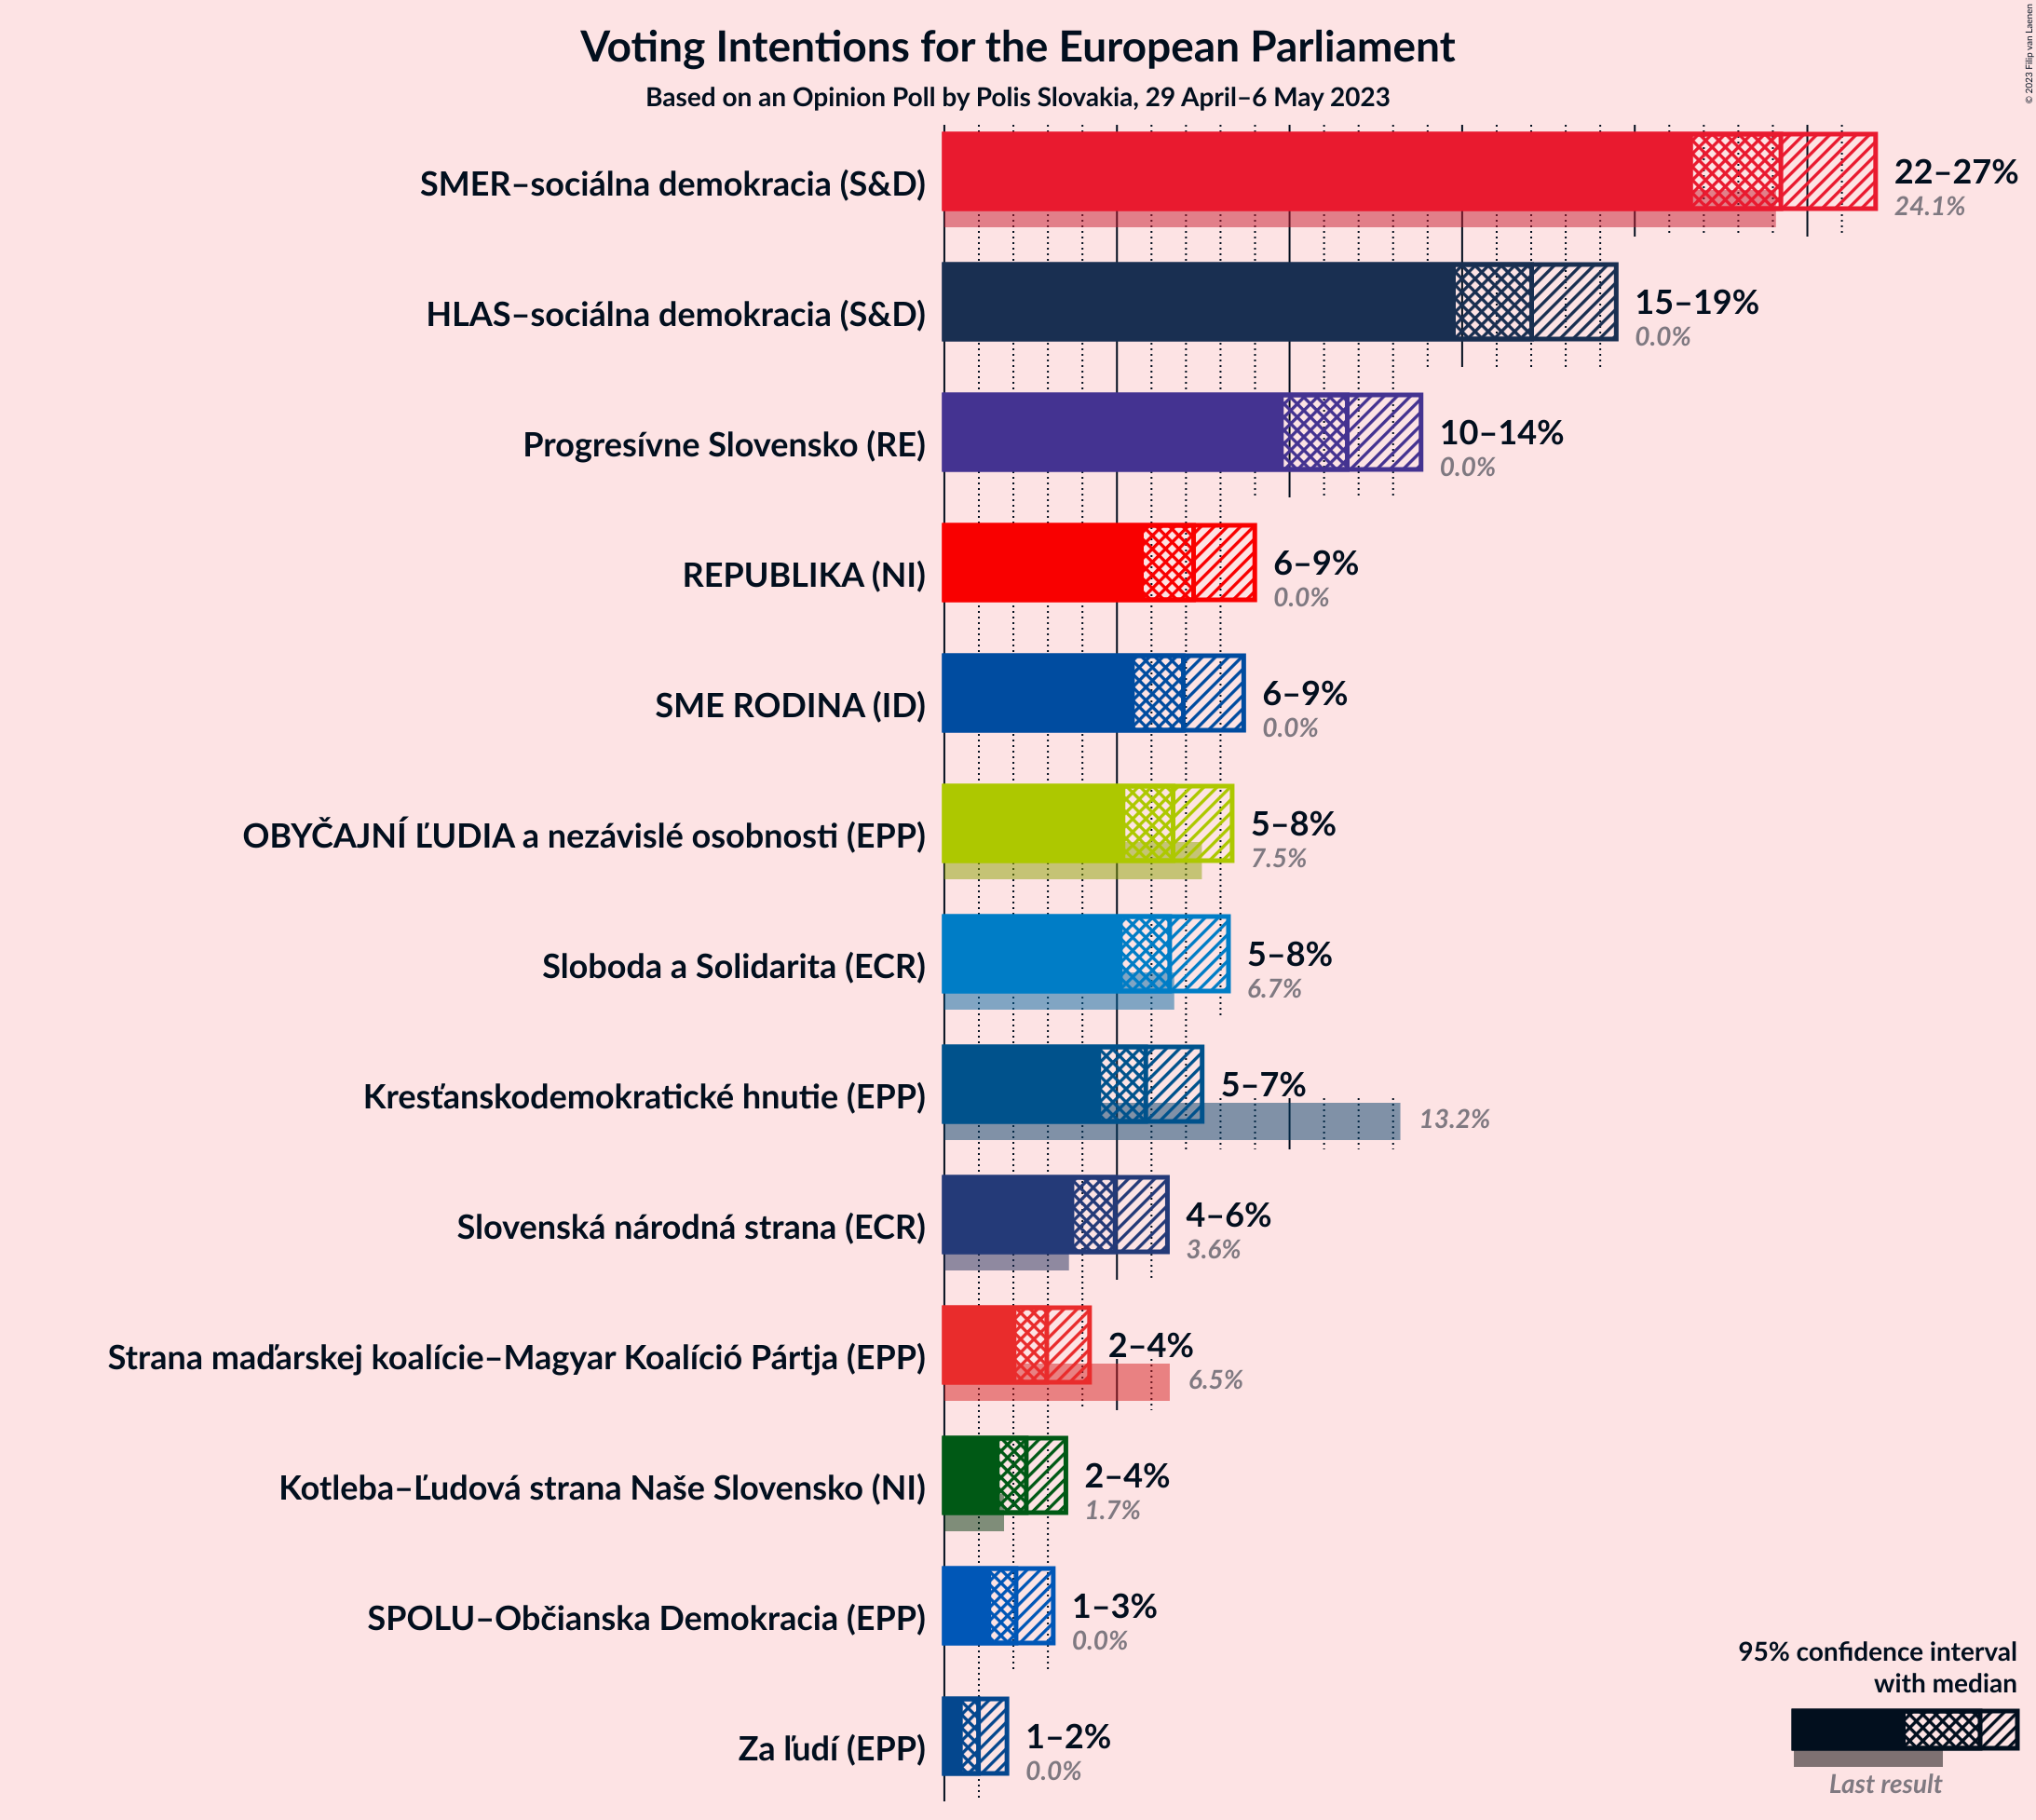 Voting Intentions for the European Parliament
Based on an Opinion Poll by Polis Slovakia, 29 April–6 May 2023
© 2023 Filip van Laenen
SMER–sociálna demokracia (S&D)
22–27%
24.1%
HLAS–sociálna demokracia (S&D)
15–19%
0.0%
Progresívne Slovensko (RE)
10–14%
0.0%
REPUBLIKA (NI)
6–9%
0.0%
SME RODINA (ID)
6–9%
0.0%
OBYČAJNÍ ĽUDIA a nezávislé osobnosti (EPP)
5–8%
7.5%
Sloboda a Solidarita (ECR)
5–8%
6.7%
Kresťanskodemokratické hnutie (EPP)
5–7%
13.2%
Slovenská národná strana (ECR)
4–6%
3.6%
Strana maďarskej koalície–Magyar Koalíció Pártja (EPP)
2–4%
6.5%
Kotleba–Ľudová strana Naše Slovensko (NI)
2–4%
1.7%
SPOLU–Občianska Demokracia (EPP)
1–3%
0.0%
Za ľudí (EPP)
1–2%
0.0%
95% confidence interval
with median
Last result